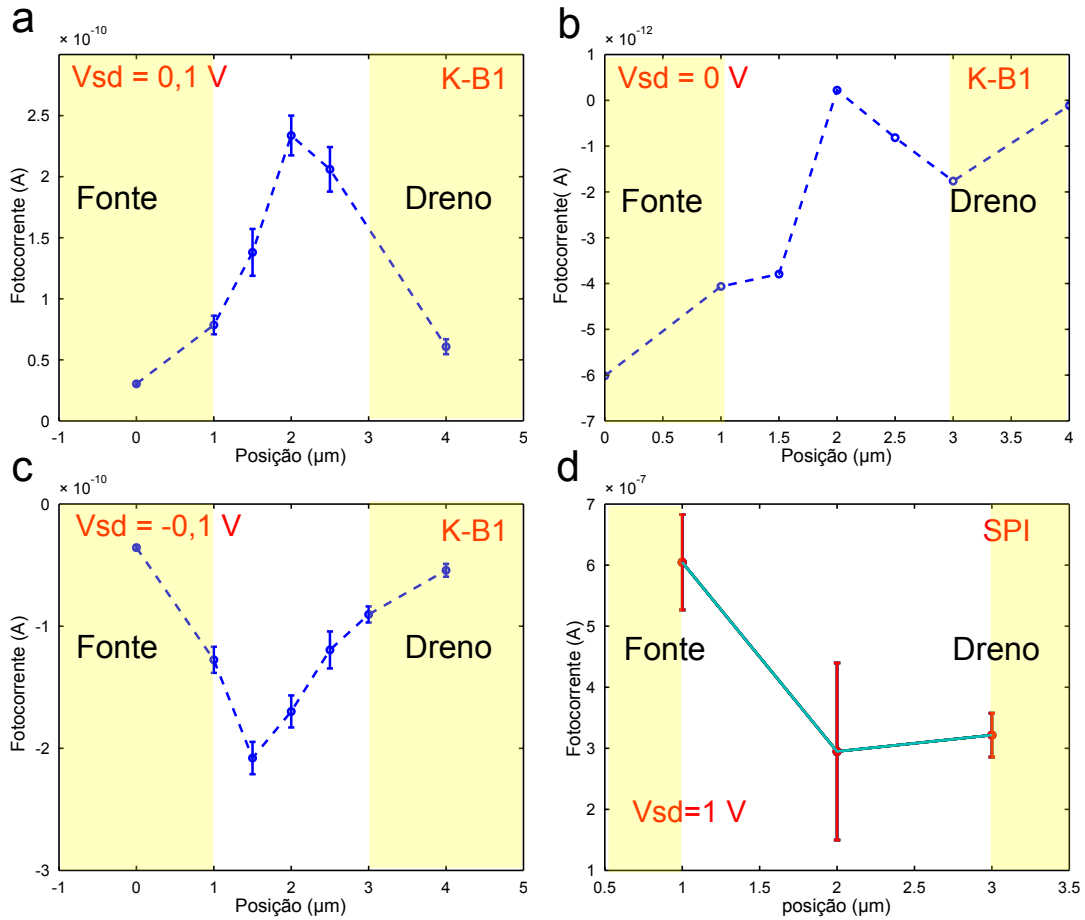 a
× 10⁻¹⁰
Vsd = 0,1 V
K-B1
Fonte
Dreno
Fotocorrente (A)
2.5
1.5
0.5
0
-1 0 1 2 3 4 5
Posição (µm)
b
× 10⁻¹²
Vsd = 0 V
K-B1
Fonte
Dreno
Fotocorrente( A)
1
0
-1
-2
-3
-4
-5
-6
-7
0 0.5 1 1.5 2 2.5 3 3.5 4
Posição (µm)
c
× 10⁻¹⁰
Vsd = -0,1 V
K-B1
Fonte
Dreno
Fotocorrente (A)
0
-1
-2
-3
-1 0 1 2 3 4 5
Posição (µm)
d
× 10⁻⁷
SPI
Fonte
Dreno
Vsd=1 V
Fotocorrente (A)
7
6
5
4
3
2
1
0.5 1 1.5 2 2.5 3 3.5
posição (µm)